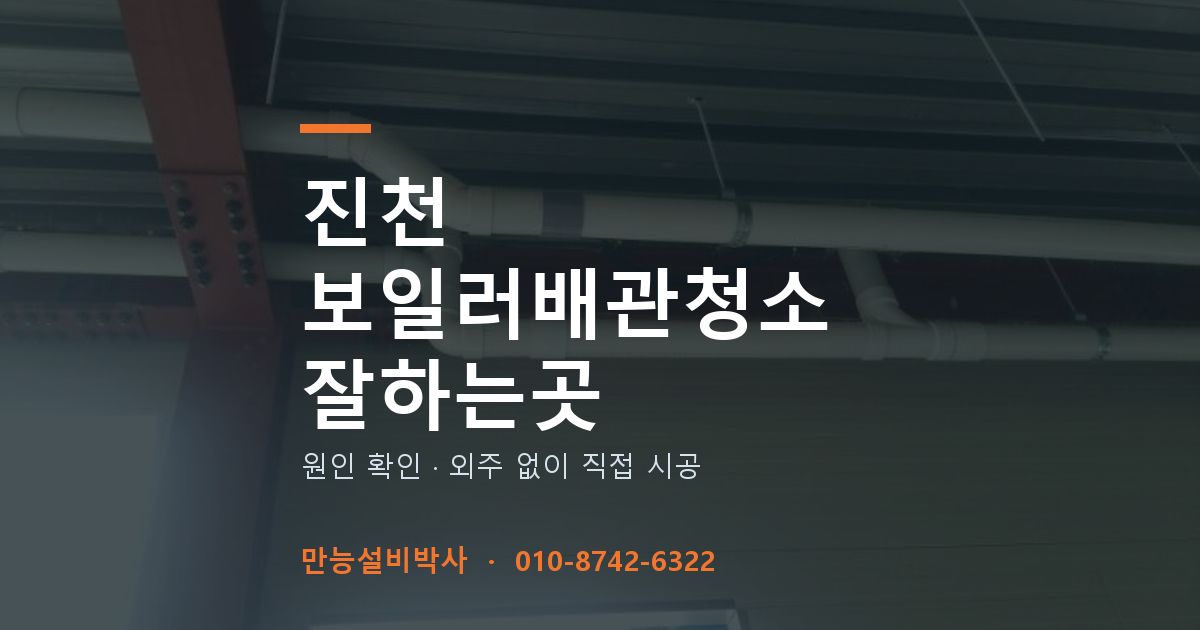 진천
보일러배관청소
잘하는곳
원인 확인 · 외주 없이 직접 시공
만능설비박사 · 010-8742-6322